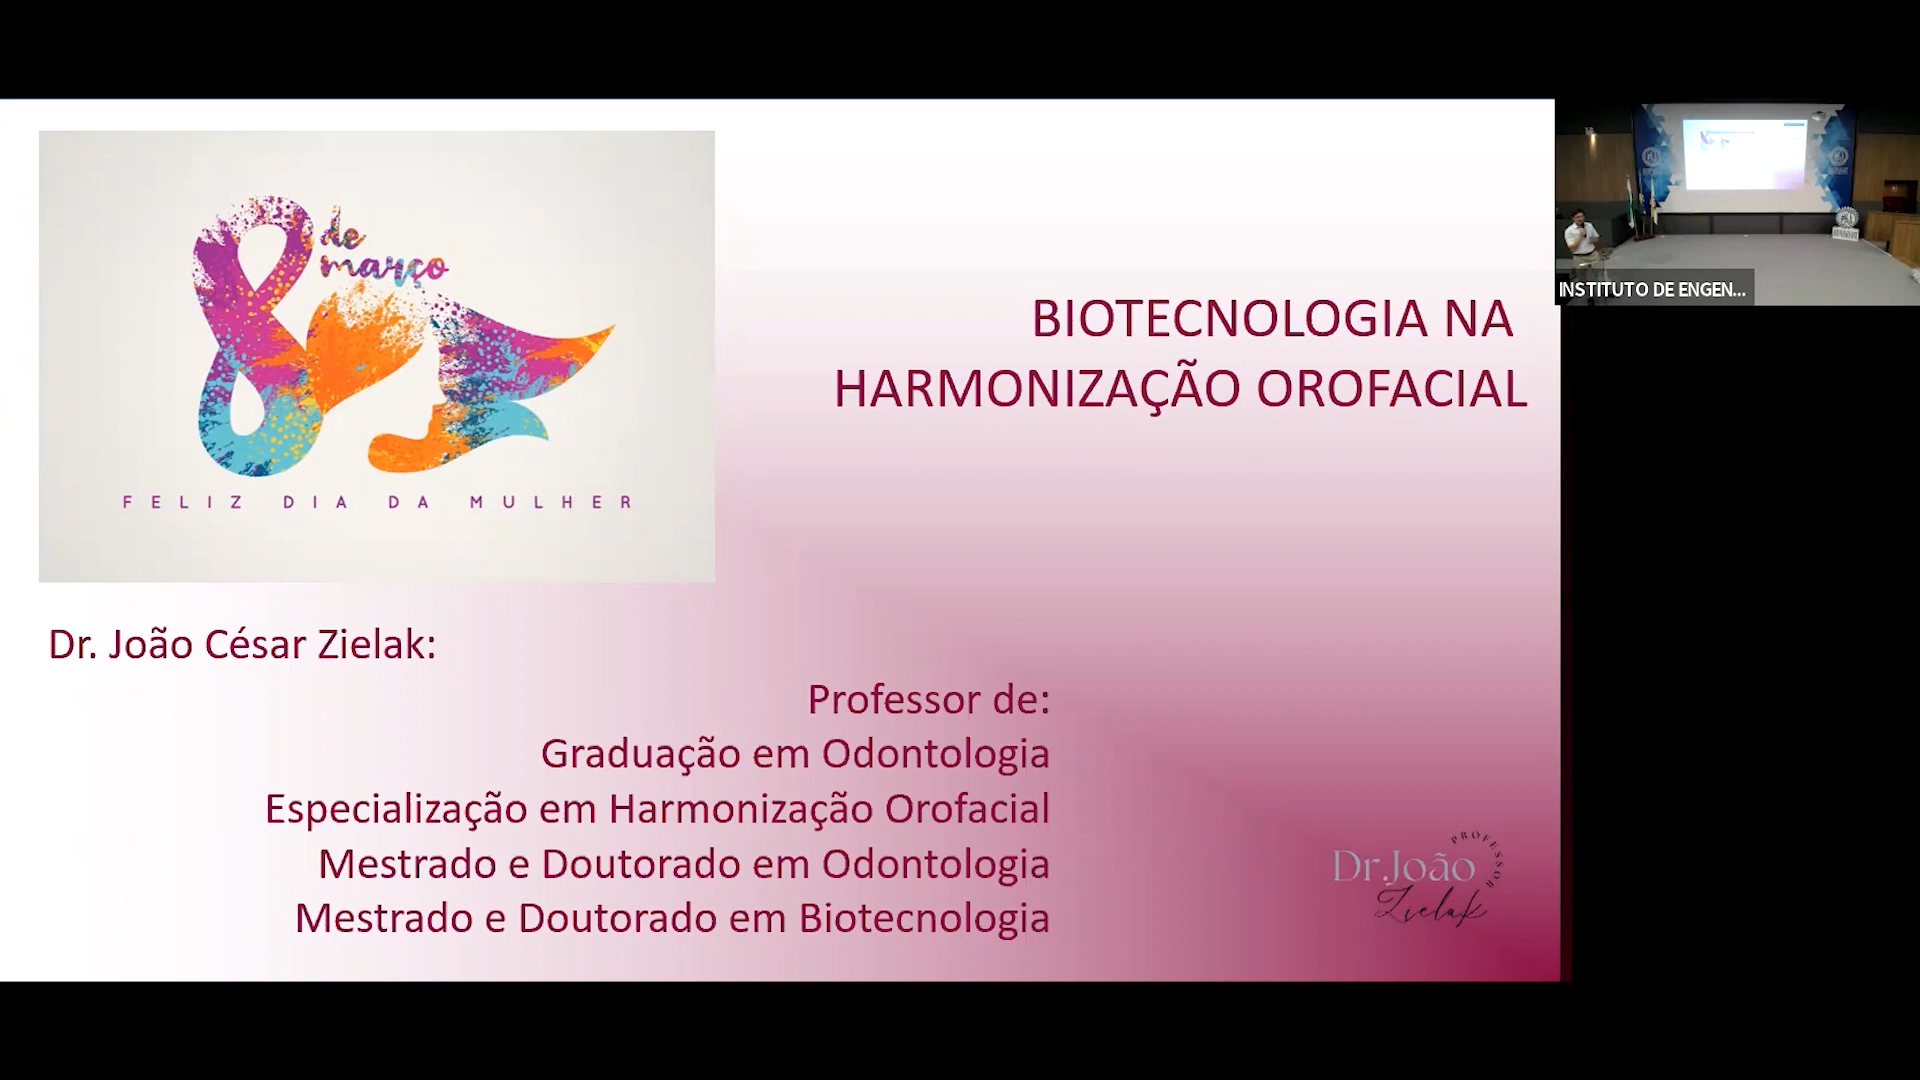 8 de
março
FELIZ DIA DA MULHER
BIOTECNOLOGIA NA
HARMONIZAÇÃO OROFACIAL
INSTITUTO DE ENGEN...
Dr. João César Zielak:
Professor de:
Graduação em Odontologia
Especialização em Harmonização Orofacial
Mestrado e Doutorado em Odontologia
Mestrado e Doutorado em Biotecnologia
PROFESSOR
Dr.João
Zielak